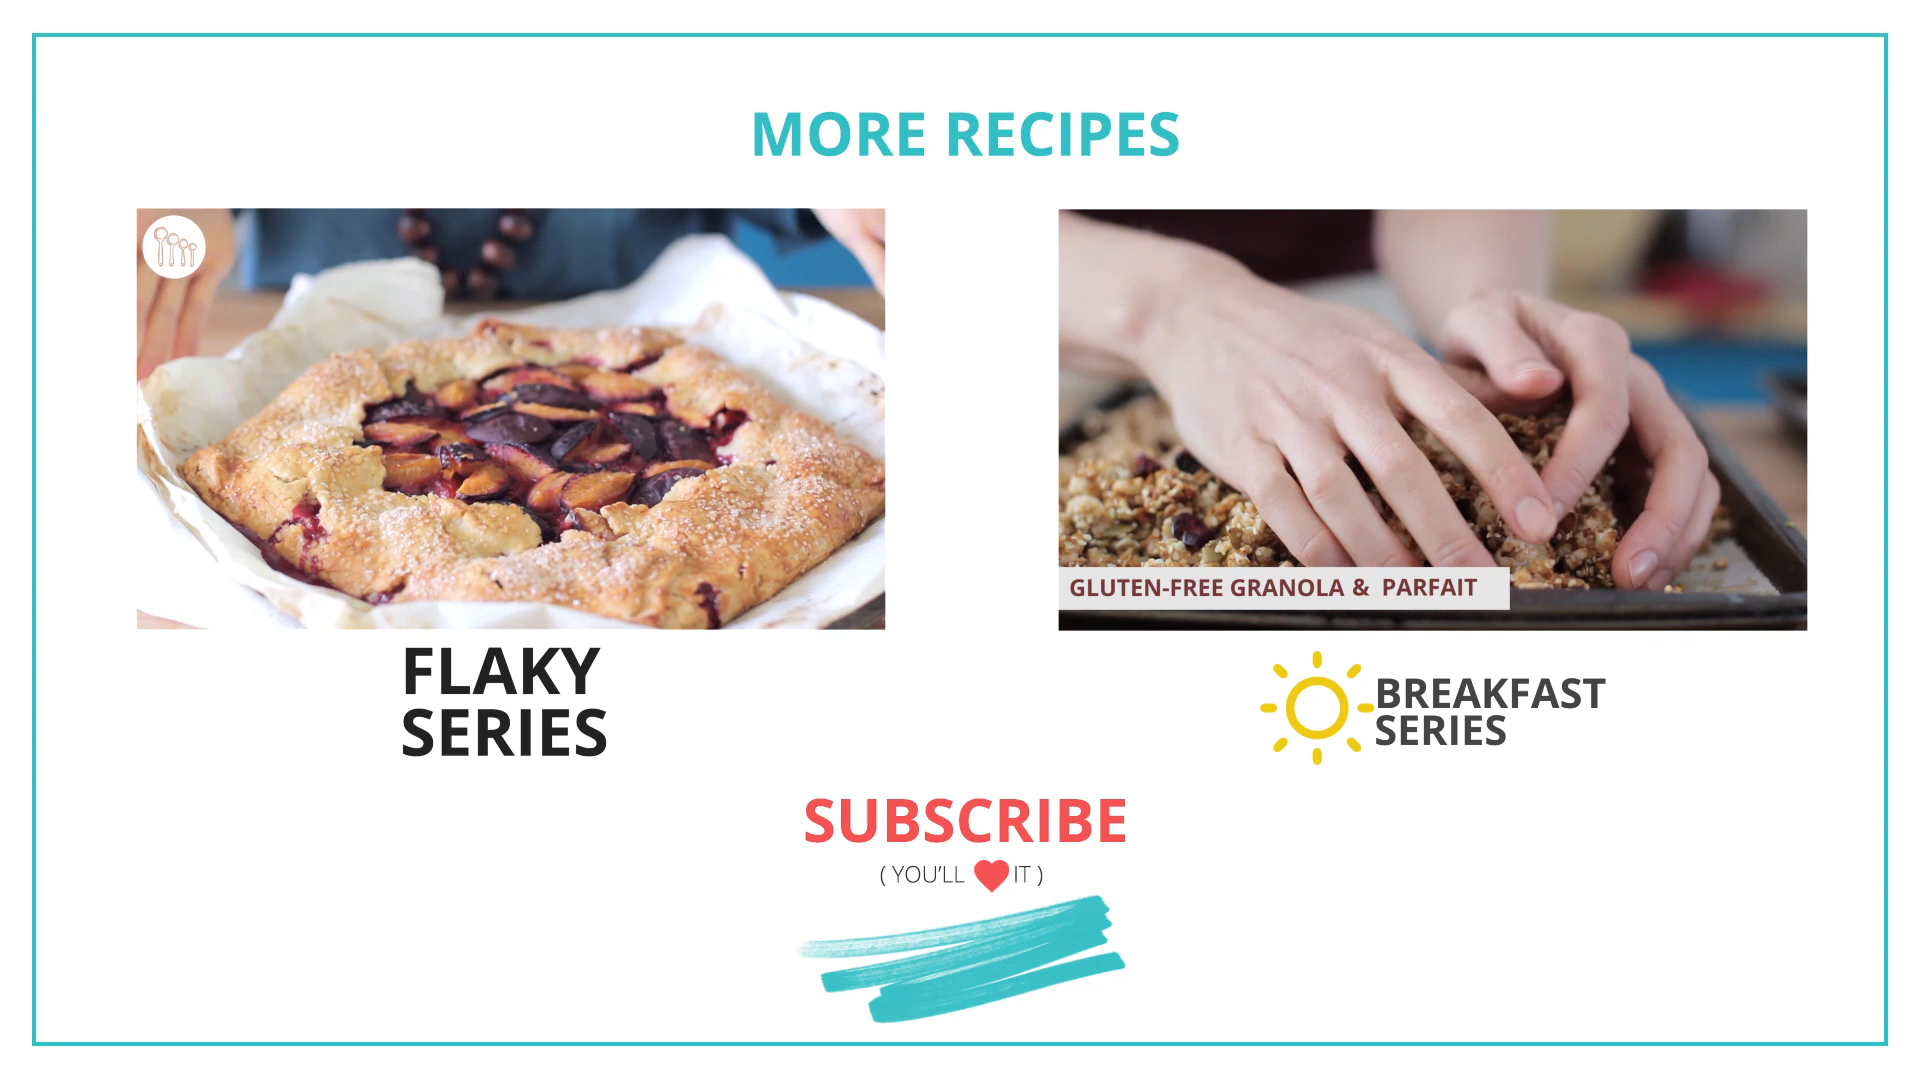 MORE RECIPES
GLUTEN-FREE GRANOLA & PARFAIT
FLAKY
SERIES
BREAKFAST
SERIES
SUBSCRIBE
( YOU'LL ❤ IT )